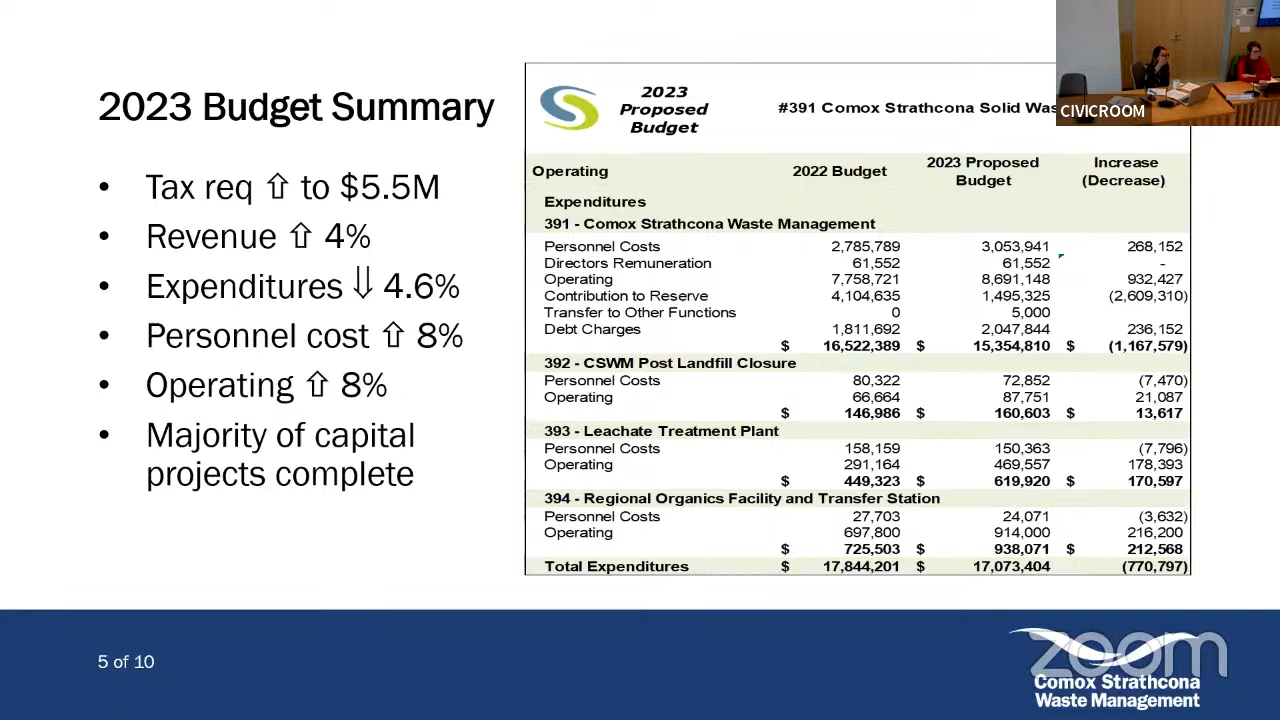 2023 Budget Summary
• Tax req ⇧ to $5.5M
• Revenue ⇧ 4%
• Expenditures ⇩ 4.6%
• Personnel cost ⇧ 8%
• Operating ⇧ 8%
• Majority of capital
projects complete
2023
Proposed
Budget
#391 Comox Strathcona Solid
CIVICROOM
Operating 2022 Budget 2023 Proposed Budget Increase (Decrease)
Expenditures
391 - Comox Strathcona Waste Management
Personnel Costs 2,785,789 3,053,941 268,152
Directors Remuneration 61,552 61,552 -
Operating 7,758,721 8,691,148 932,427
Contribution to Reserve 4,104,635 1,495,325 (2,609,310)
Transfer to Other Functions 0 5,000
Debt Charges 1,811,692 2,047,844 236,152
$ 16,522,389 $ 15,354,810 $ (1,167,579)
392 - CSWM Post Landfill Closure
Personnel Costs 80,322 72,852 (7,470)
Operating 66,664 87,751 21,087
$ 146,986 $ 160,603 $ 13,617
393 - Leachate Treatment Plant
Personnel Costs 158,159 150,363 (7,796)
Operating 291,164 469,557 178,393
$ 449,323 $ 619,920 $ 170,597
394 - Regional Organics Facility and Transfer Station
Personnel Costs 27,703 24,071 (3,632)
Operating 697,800 914,000 216,200
$ 725,503 $ 938,071 $ 212,568
Total Expenditures $ 17,844,201 $ 17,073,404 (770,797)
5 of 10
zoom
Comox Strathcona
Waste Management